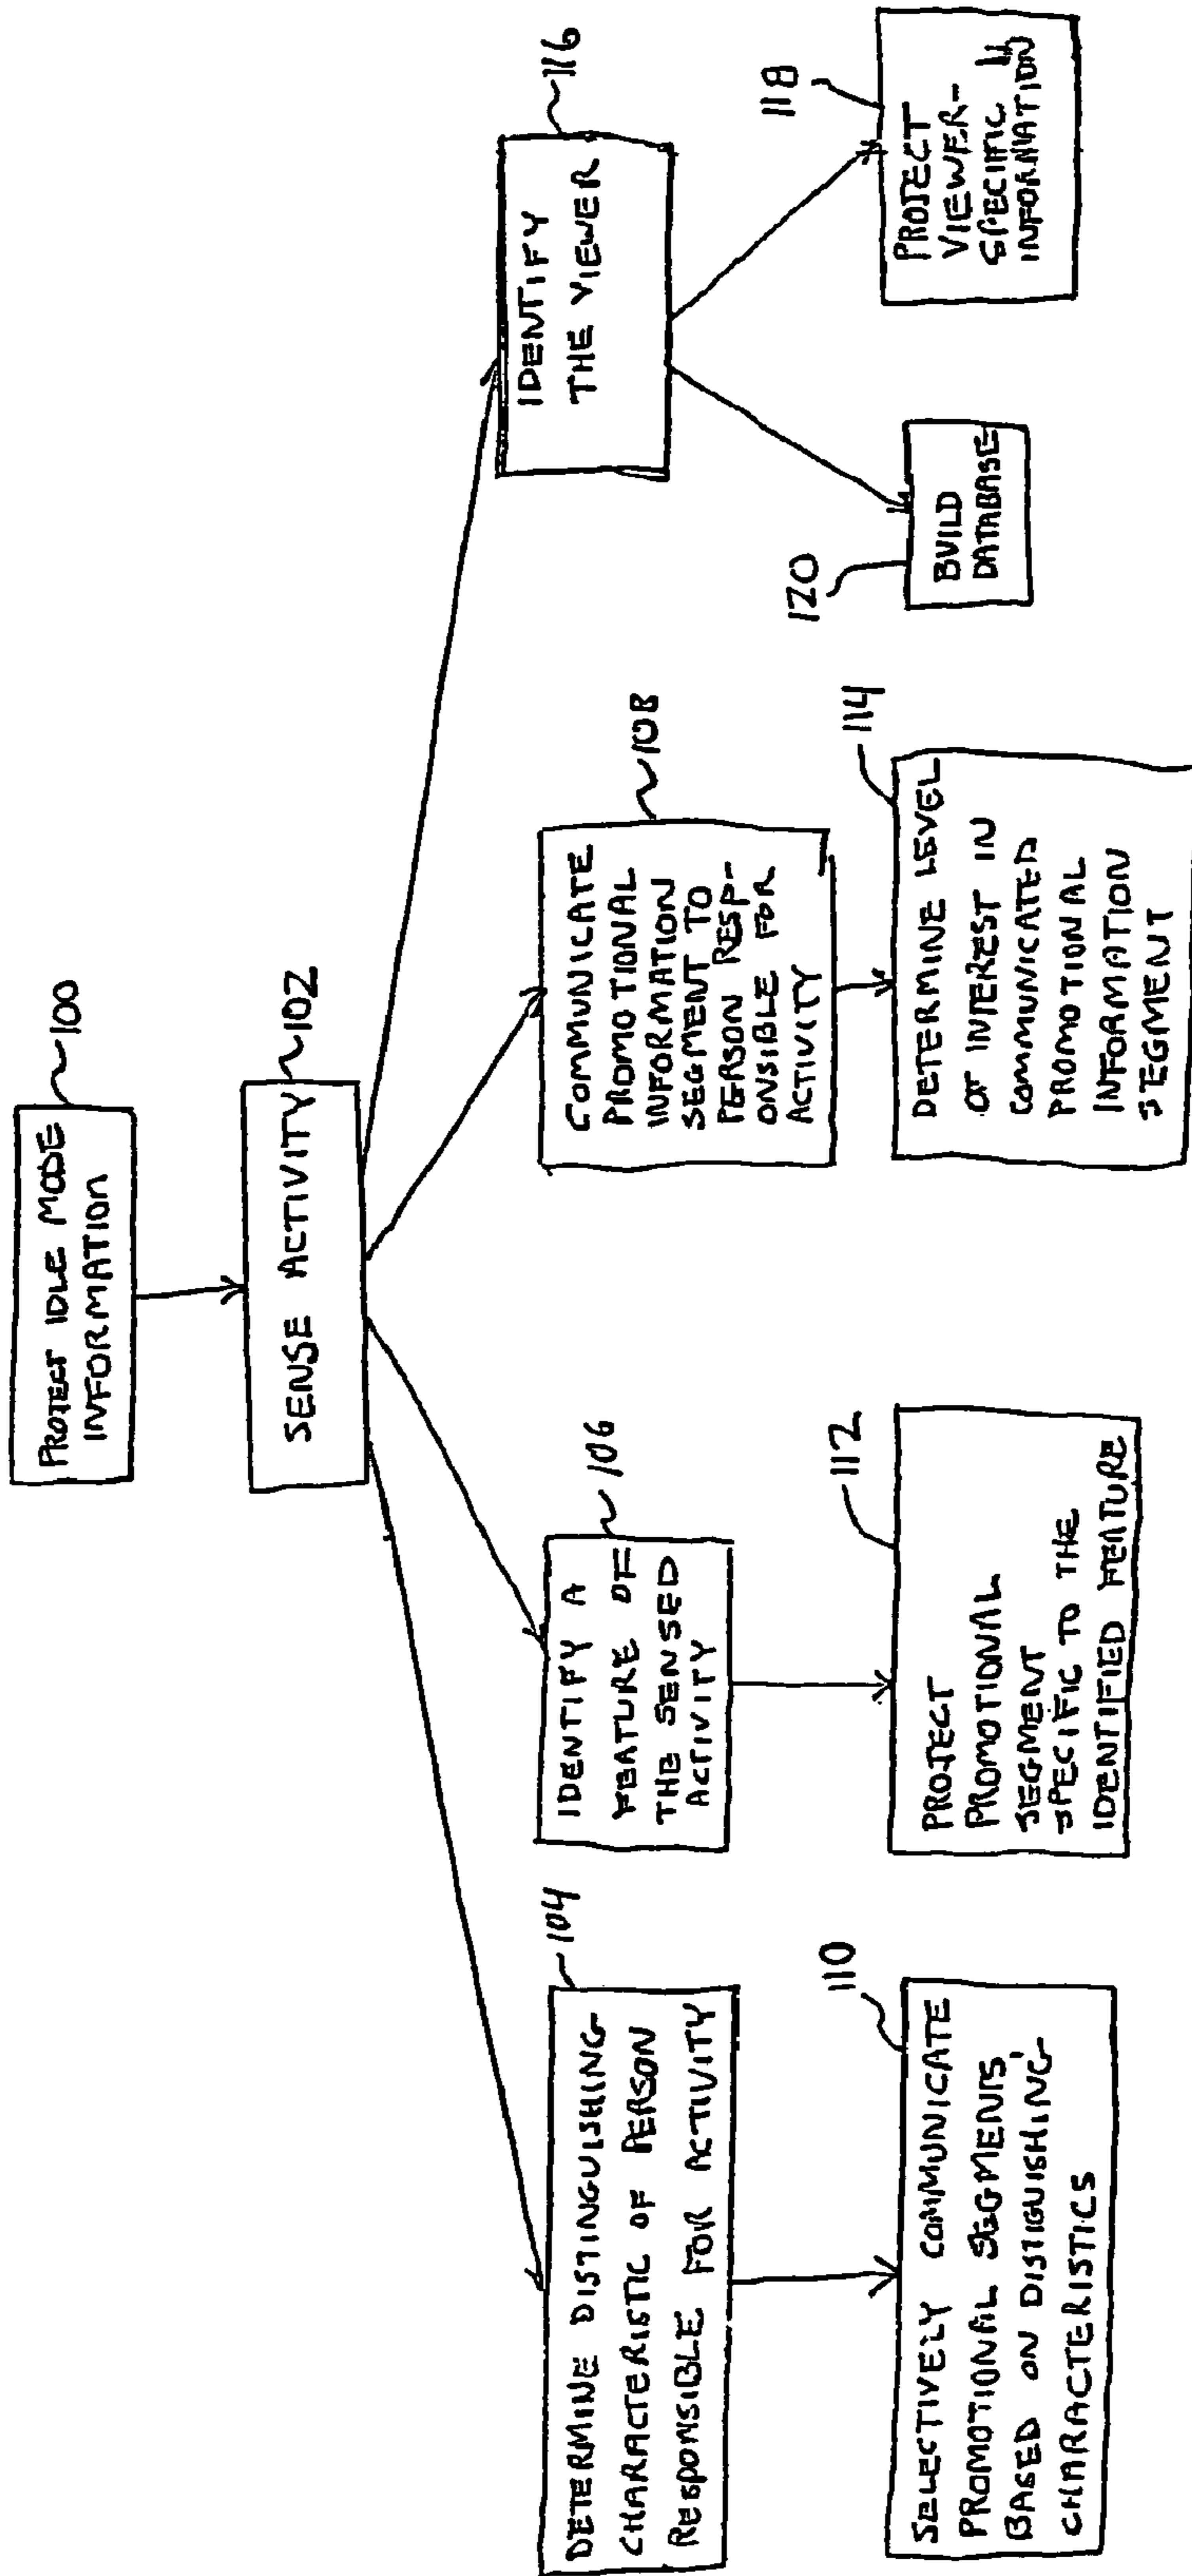 PROJECT IDLE MODE
INFORMATION
100
SENSE ACTIVITY
102
DETERMINE DISTINGUISHING
CHARACTERISTIC OF PERSON
RESPONSIBLE FOR ACTIVITY
104
IDENTIFY A
FEATURE OF
THE SENSED
ACTIVITY
106
COMMUNICATE
PROMOTIONAL
INFORMATION
SEGMENT TO
PERSON RESP-
ONSIBLE FOR
ACTIVITY
108
IDENTIFY
THE VIEWER
116
SELECTIVELY COMMUNICATE
PROMOTIONAL SEGMENTS
BASED ON DISTIGUISHING
CHARACTERISTICS
110
PROJECT
PROMOTIONAL
SEGMENT
SPECIFIC TO THE
IDENTIFIED FEATURE
112
DETERMINE LEVEL
OF INTEREST IN
COMMUNICATED
PROMOTIONAL
INFORMATION
SEGMENT
114
BUILD
DATABASE
120
PROJECT
VIEWER-
SPECIFIC
INFORMATION
118